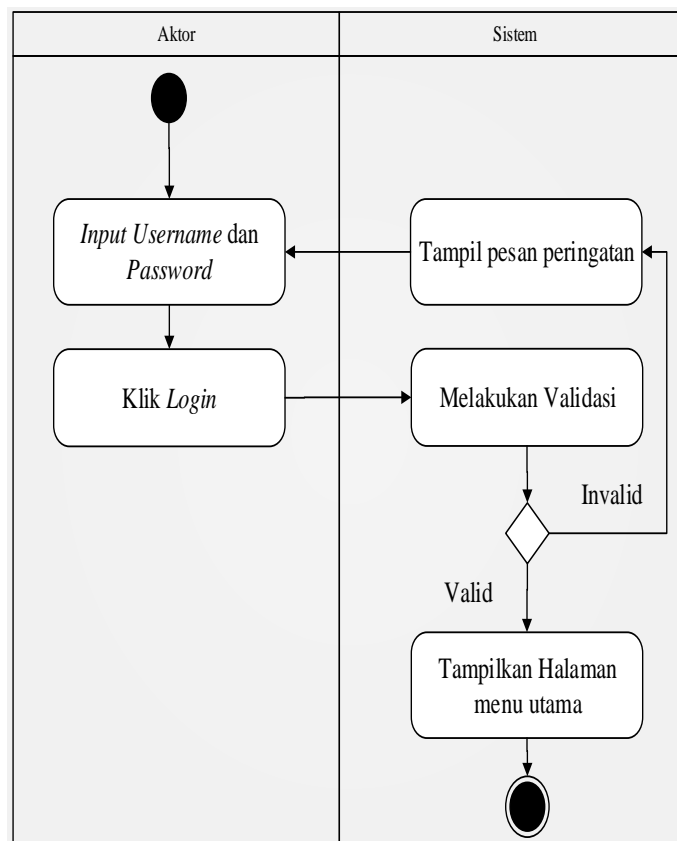 Aktor
Sistem
Input Username dan
Password
Tampil pesan peringatan
Klik Login
Melakukan Validasi
Invalid
Valid
Tampilkan Halaman
menu utama